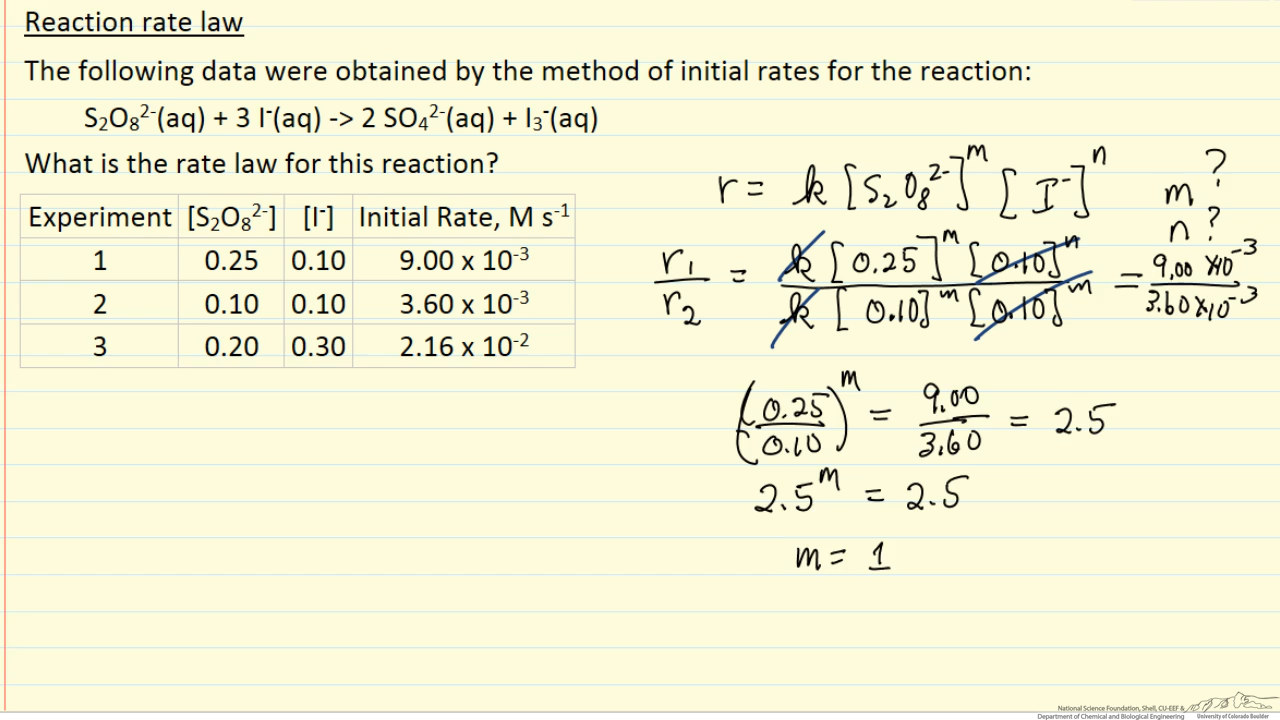 Reaction rate law
The following data were obtained by the method of initial rates for the reaction:
S₂O₈²⁻(aq) + 3 I⁻(aq) -> 2 SO₄²⁻(aq) + I₃⁻(aq)
What is the rate law for this reaction?
Experiment [S₂O₈²⁻] [I⁻] Initial Rate, M s⁻¹
1 0.25 0.10 9.00 x 10⁻³
2 0.10 0.10 3.60 x 10⁻³
3 0.20 0.30 2.16 x 10⁻²
r = k [S₂O₈²⁻]ᵐ [I⁻]ⁿ m?
n?
r₁ = k [0.25]ᵐ [0.10]ⁿ = 9.00 x10⁻³
r₂ k [0.10]ᵐ [0.10]ᵐ 3.60 x10⁻³
(0.25)ᵐ = 9.00 = 2.5
(0.10) 3.60
2.5ᵐ = 2.5
m = 1
National Science Foundation, Shell, CU-EEF &
Department of Chemical and Biological Engineering University of Colorado Boulder